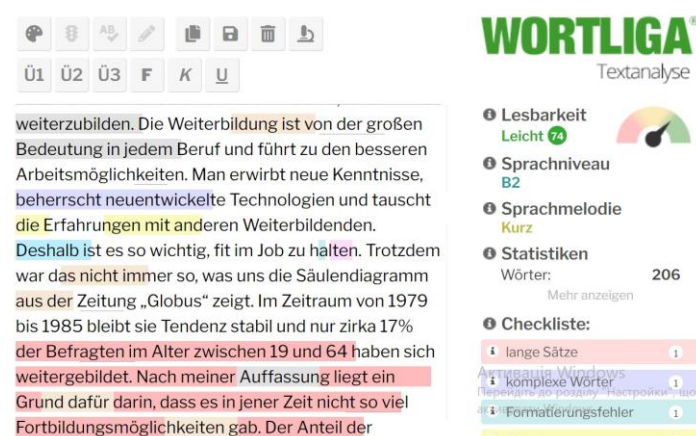 WORTLIGA
Textanalyse
Ü1 Ü2 Ü3 F K U
weiterzubilden. Die Weiterbildung ist von der großen
Bedeutung in jedem Beruf und führt zu den besseren
Arbeitsmöglichkeiten. Man erwirbt neue Kenntnisse,
beherrscht neuentwickelte Technologien und tauscht
die Erfahrungen mit anderen Weiterbildenden.
Deshalb ist es so wichtig, fit im Job zu halten. Trotzdem
war das nicht immer so, was uns die Säulendiagramm
aus der Zeitung „Globus“ zeigt. Im Zeitraum von 1979
bis 1985 bleibt sie Tendenz stabil und nur zirka 17%
der Befragten im Alter zwischen 19 und 64 haben sich
weitergebildet. Nach meiner Auffassung liegt ein
Grund dafür darin, dass es in jener Zeit nicht so viel
Fortbildungsmöglichkeiten gab. Der Anteil der
Lesbarkeit
Leicht 74
Sprachniveau
B2
Sprachmelodie
Kurz
Statistiken
Wörter: 206
Mehr anzeigen
Checkliste:
lange Sätze 1
Активація Windows
komplexe Wörter 1
Перейдіть до розділу "Настройки", що
Formatierungsfehler 1